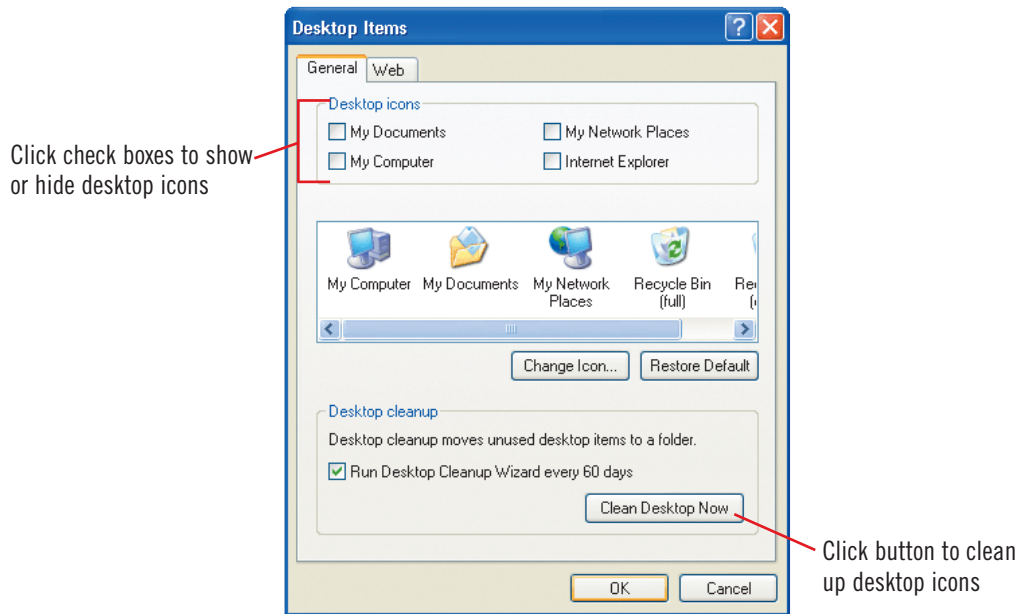 Desktop Items
General Web
Desktop icons
My Documents My Network Places
My Computer Internet Explorer
Click check boxes to show
or hide desktop icons
My Computer My Documents My Network Recycle Bin
Places (full)
Change Icon... Restore Default
Desktop cleanup
Desktop cleanup moves unused desktop items to a folder.
Run Desktop Cleanup Wizard every 60 days
Clean Desktop Now
Click button to clean
up desktop icons
OK Cancel